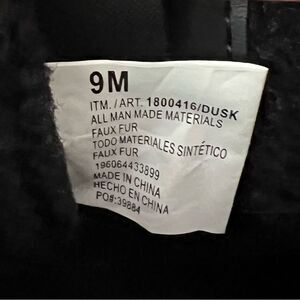 9M
ITM./ART. 1800416/DUSK
ALL MAN MADE MATERIALS
FAUX FUR
TODO MATERIALES SINTÉTICO
FAUX FUR
196064433899
MADE IN CHINA
HECHO EN CHINA
PO#:39884